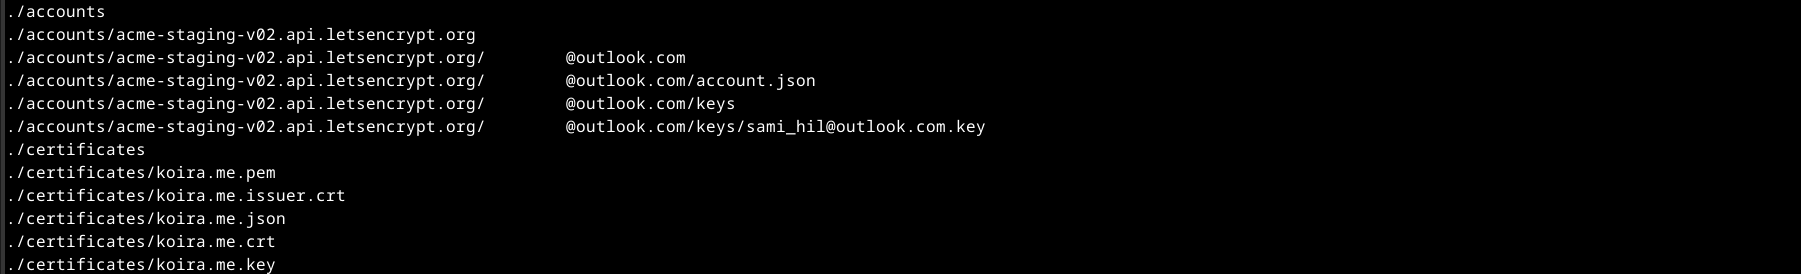 ./accounts
./accounts/acme-staging-v02.api.letsencrypt.org
./accounts/acme-staging-v02.api.letsencrypt.org/        @outlook.com
./accounts/acme-staging-v02.api.letsencrypt.org/        @outlook.com/account.json
./accounts/acme-staging-v02.api.letsencrypt.org/        @outlook.com/keys
./accounts/acme-staging-v02.api.letsencrypt.org/        @outlook.com/keys/sami_hil@outlook.com.key
./certificates
./certificates/koira.me.pem
./certificates/koira.me.issuer.crt
./certificates/koira.me.json
./certificates/koira.me.crt
./certificates/koira.me.key